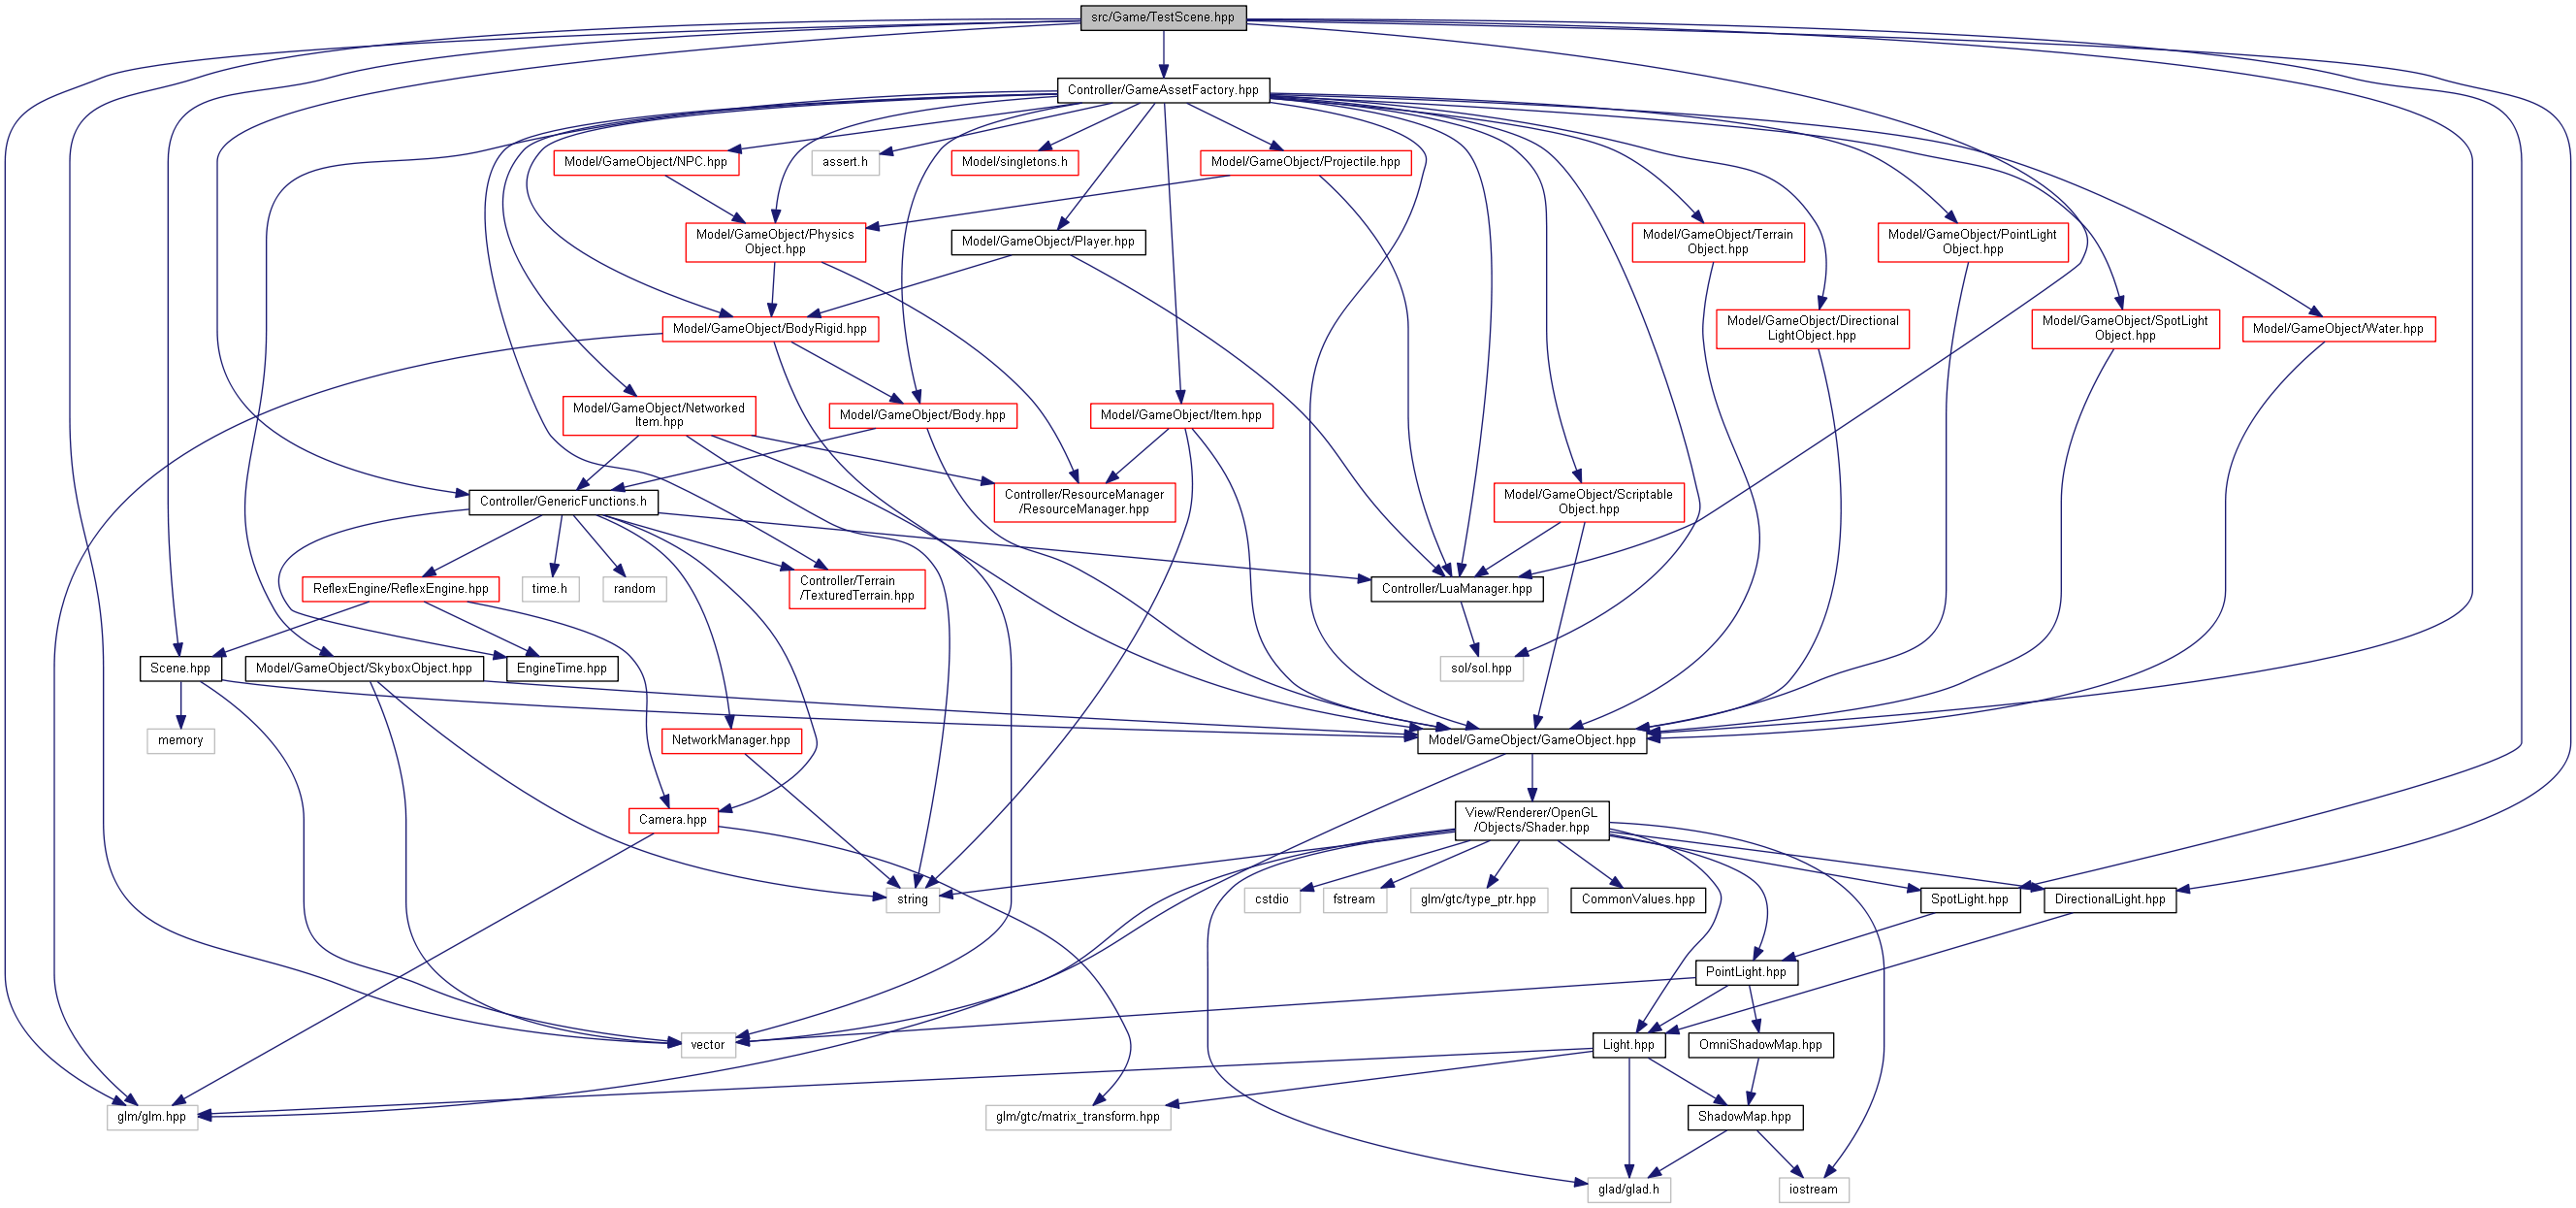 src/Game/TestScene.hpp
Controller/GameAssetFactory.hpp
Model/GameObject/NPC.hpp
assert.h
Model/singletons.h
Model/GameObject/Projectile.hpp
Model/GameObject/Physics
Object.hpp
Model/GameObject/Player.hpp
Model/GameObject/Terrain
Object.hpp
Model/GameObject/PointLight
Object.hpp
Model/GameObject/BodyRigid.hpp
Model/GameObject/Directional
LightObject.hpp
Model/GameObject/SpotLight
Object.hpp
Model/GameObject/Water.hpp
Model/GameObject/Networked
Item.hpp
Model/GameObject/Body.hpp
Model/GameObject/Item.hpp
Controller/GenericFunctions.h
Controller/ResourceManager
/ResourceManager.hpp
Model/GameObject/Scriptable
Object.hpp
ReflexEngine/ReflexEngine.hpp
time.h
random
Controller/Terrain
/TexturedTerrain.hpp
Controller/LuaManager.hpp
Scene.hpp
Model/GameObject/SkyboxObject.hpp
EngineTime.hpp
sol/sol.hpp
memory
NetworkManager.hpp
Model/GameObject/GameObject.hpp
Camera.hpp
View/Renderer/OpenGL
/Objects/Shader.hpp
string
cstdio
fstream
glm/gtc/type_ptr.hpp
CommonValues.hpp
SpotLight.hpp
DirectionalLight.hpp
PointLight.hpp
vector
Light.hpp
OmniShadowMap.hpp
glm/glm.hpp
glm/gtc/matrix_transform.hpp
ShadowMap.hpp
glad/glad.h
iostream